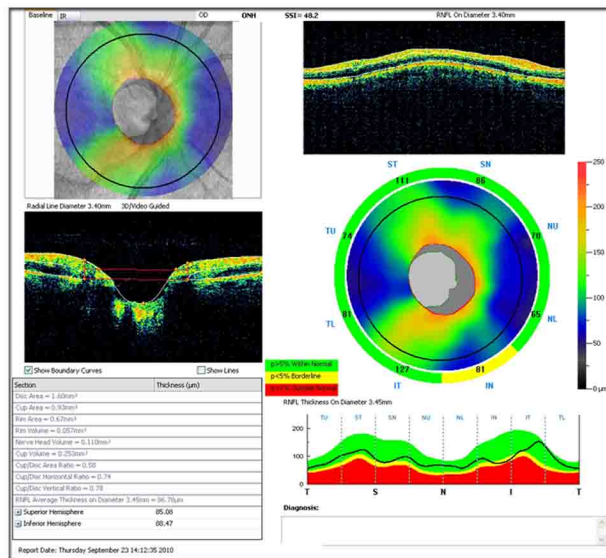 Baseline IR OD ONH SSI= 48.2 RNFL On Diameter 3.40mm
ST SN
111 86
TU 74 70 NU
TL 81 65 NL
127 81
IT IN
250
200
150
100
50
0 μm
Radial Line Diameter 3.40mm 3D/Video Guided
Show Boundary Curves Show Lines
p>5% Within Normal
p<5% Borderline
Section Thickness (μm)
Disc Area = 1.60mm²
Cup Area = 0.93mm²
Rim Area = 0.67mm²
Rim Volume = 0.057mm³
Nerve Head Volume = 0.110mm³
Cup Volume = 0.253mm³
Cup/Disc Area Ratio = 0.58
Cup/Disc Horizontal Ratio = 0.74
Cup/Disc Vertical Ratio = 0.78
RNFL Average Thickness on Diameter 3.45mm = 86.78μm
Superior Hemisphere 85.08
Inferior Hemisphere 88.47
RNFL Thickness On Diameter 3.45mm
TU ST SN NU NL IN IT TL
200
100
0
T S N I T
Diagnosis:
Report Date: Thursday September 23 14:12:35 2010